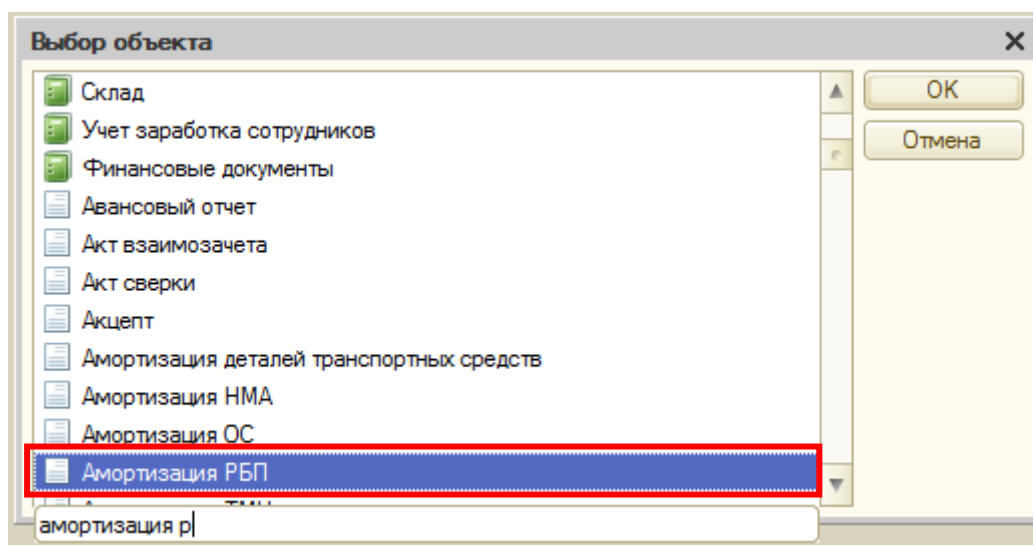 Выбор объекта
Склад
OK
Учет заработка сотрудников
Отмена
Финансовые документы
Авансовый отчет
Акт взаимозачета
Акт сверки
Акцепт
Амортизация деталей транспортных средств
Амортизация НМА
Амортизация ОС
Амортизация РБП
амортизация р